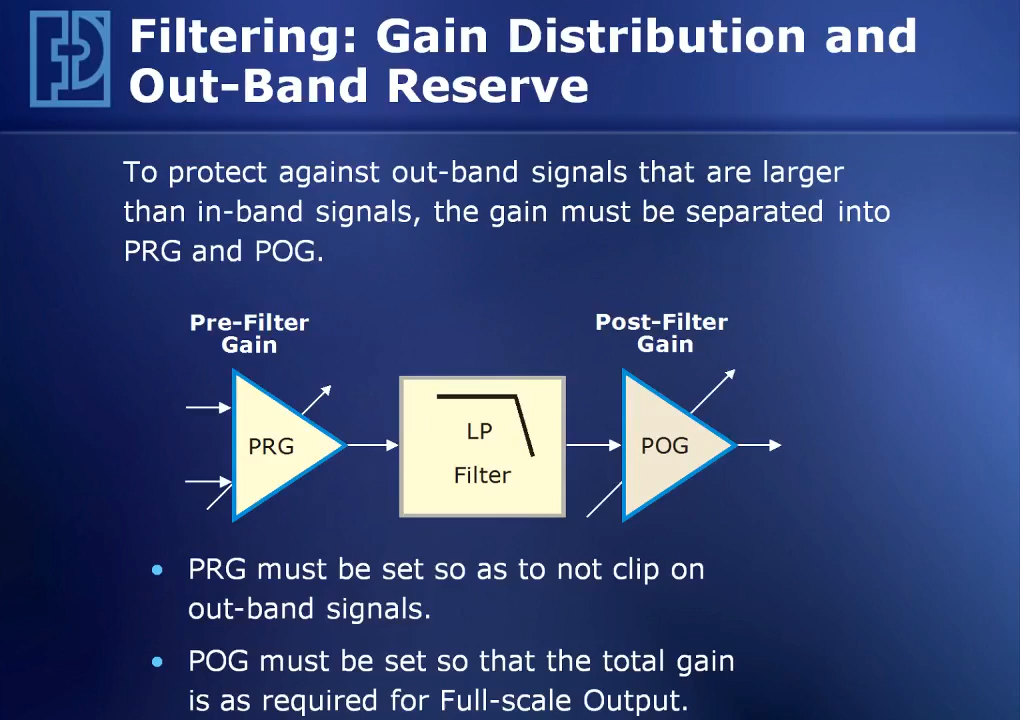 Filtering: Gain Distribution and
Out-Band Reserve
To protect against out-band signals that are larger
than in-band signals, the gain must be separated into
PRG and POG.
Pre-Filter
Gain
Post-Filter
Gain
PRG
LP
Filter
POG
• PRG must be set so as to not clip on
out-band signals.
• POG must be set so that the total gain
is as required for Full-scale Output.